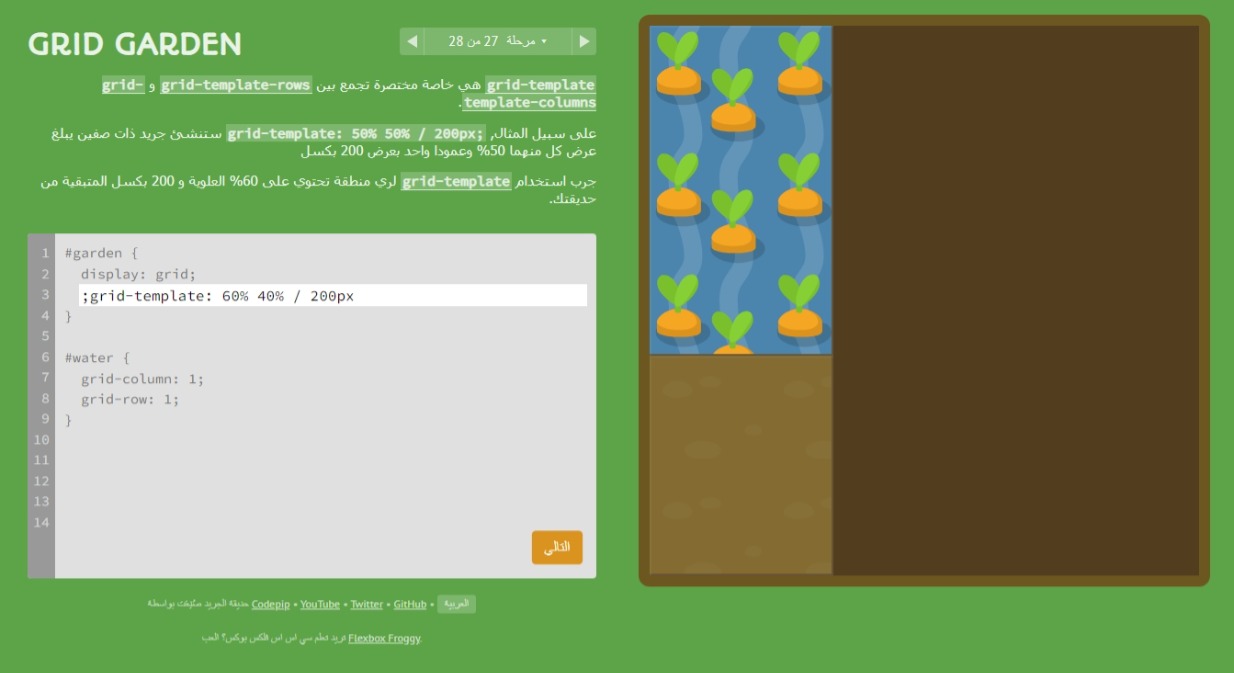 GRID GARDEN
◀ مرحلة 27 من 28 ▾ ▶
grid-template هي خاصة مختصرة تجمع بين grid-template-rows و grid-
template-columns.
على سبيل المثال, grid-template: 50% 50% / 200px; ستنشئ جريد ذات صفين يبلغ
عرض كل منهما 50% وعمودا واحد بعرض 200 بكسل
جرب استخدام grid-template لري منطقة تحتوي على 60% العلوية و 200 بكسل المتبقية من
حديقتك.
1 #garden {
2 display: grid;
3 ;grid-template: 60% 40% / 200px
4 }
5
6 #water {
7 grid-column: 1;
8 grid-row: 1;
9 }
10
11
12
13
14
التالي
حديقة الجريد صنعت بواسطة Codepip • YouTube • Twitter • GitHub • العربية
تريد تعلم سي اس اس فلكس بوكس؟ العب Flexbox Froggy.